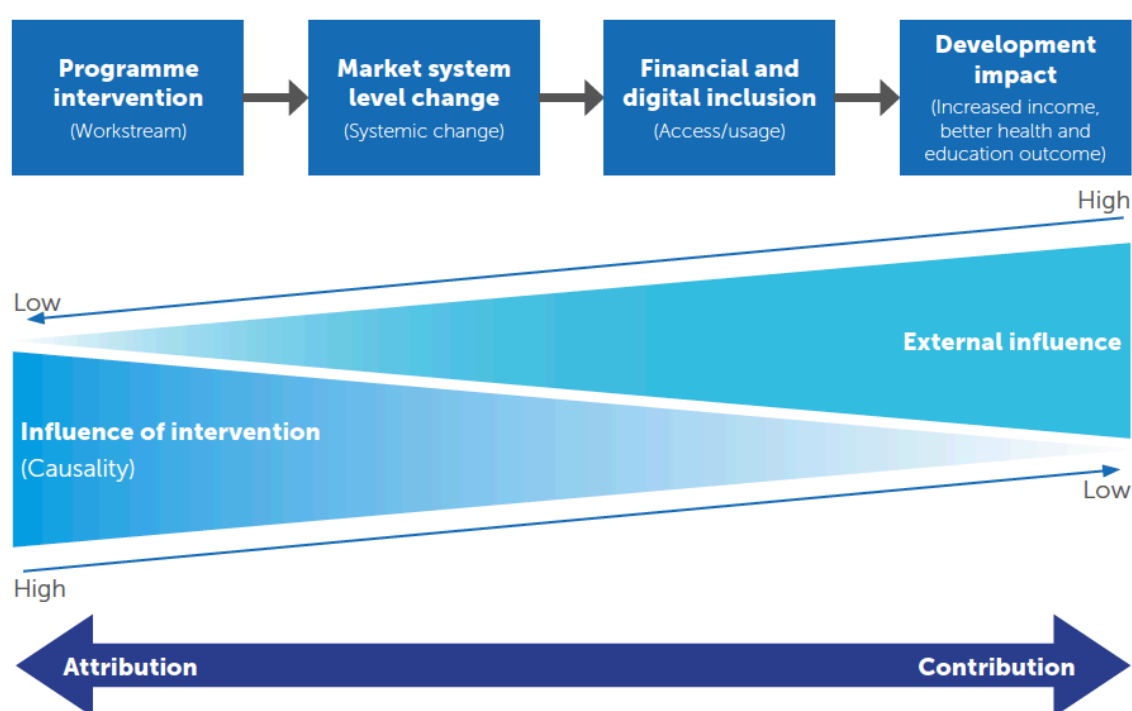 Programme
intervention
(Workstream)
Market system
level change
(Systemic change)
Financial and
digital inclusion
(Access/usage)
Development
impact
(Increased income,
better health and
education outcome)
High
Low
External influence
Influence of intervention
(Causality)
Low
High
Attribution
Contribution